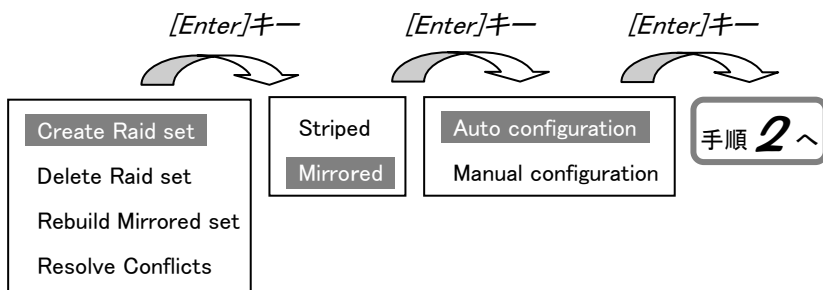 [Enter]キー
[Enter]キー
[Enter]キー
Create Raid set
Delete Raid set
Rebuild Mirrored set
Resolve Conflicts
Striped
Mirrored
Auto configuration
Manual configuration
手順 2 へ